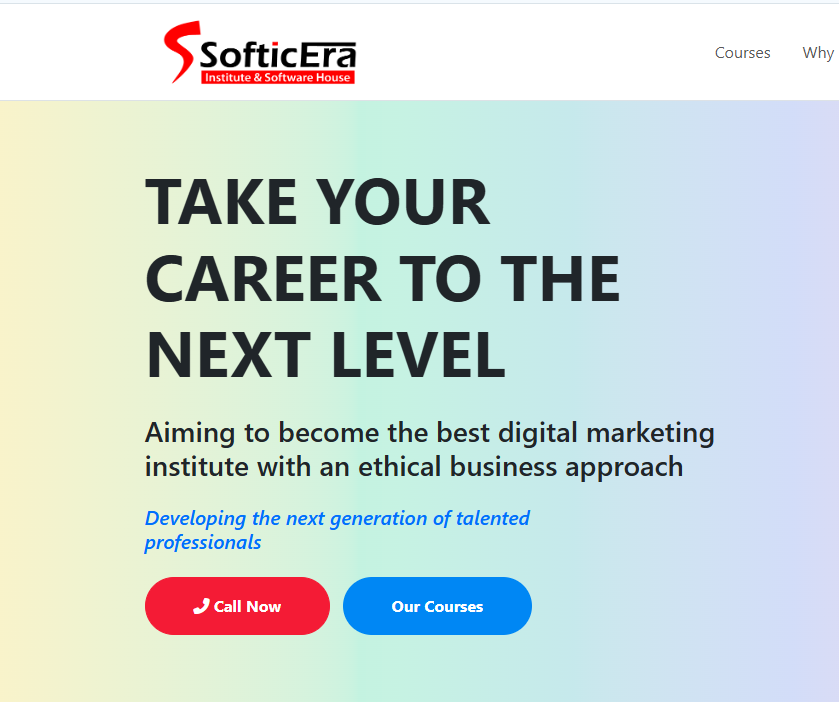 SofticEra
Institute & Software House
Courses
Why
TAKE YOUR
CAREER TO THE
NEXT LEVEL
Aiming to become the best digital marketing
institute with an ethical business approach
Developing the next generation of talented
professionals
Call Now
Our Courses